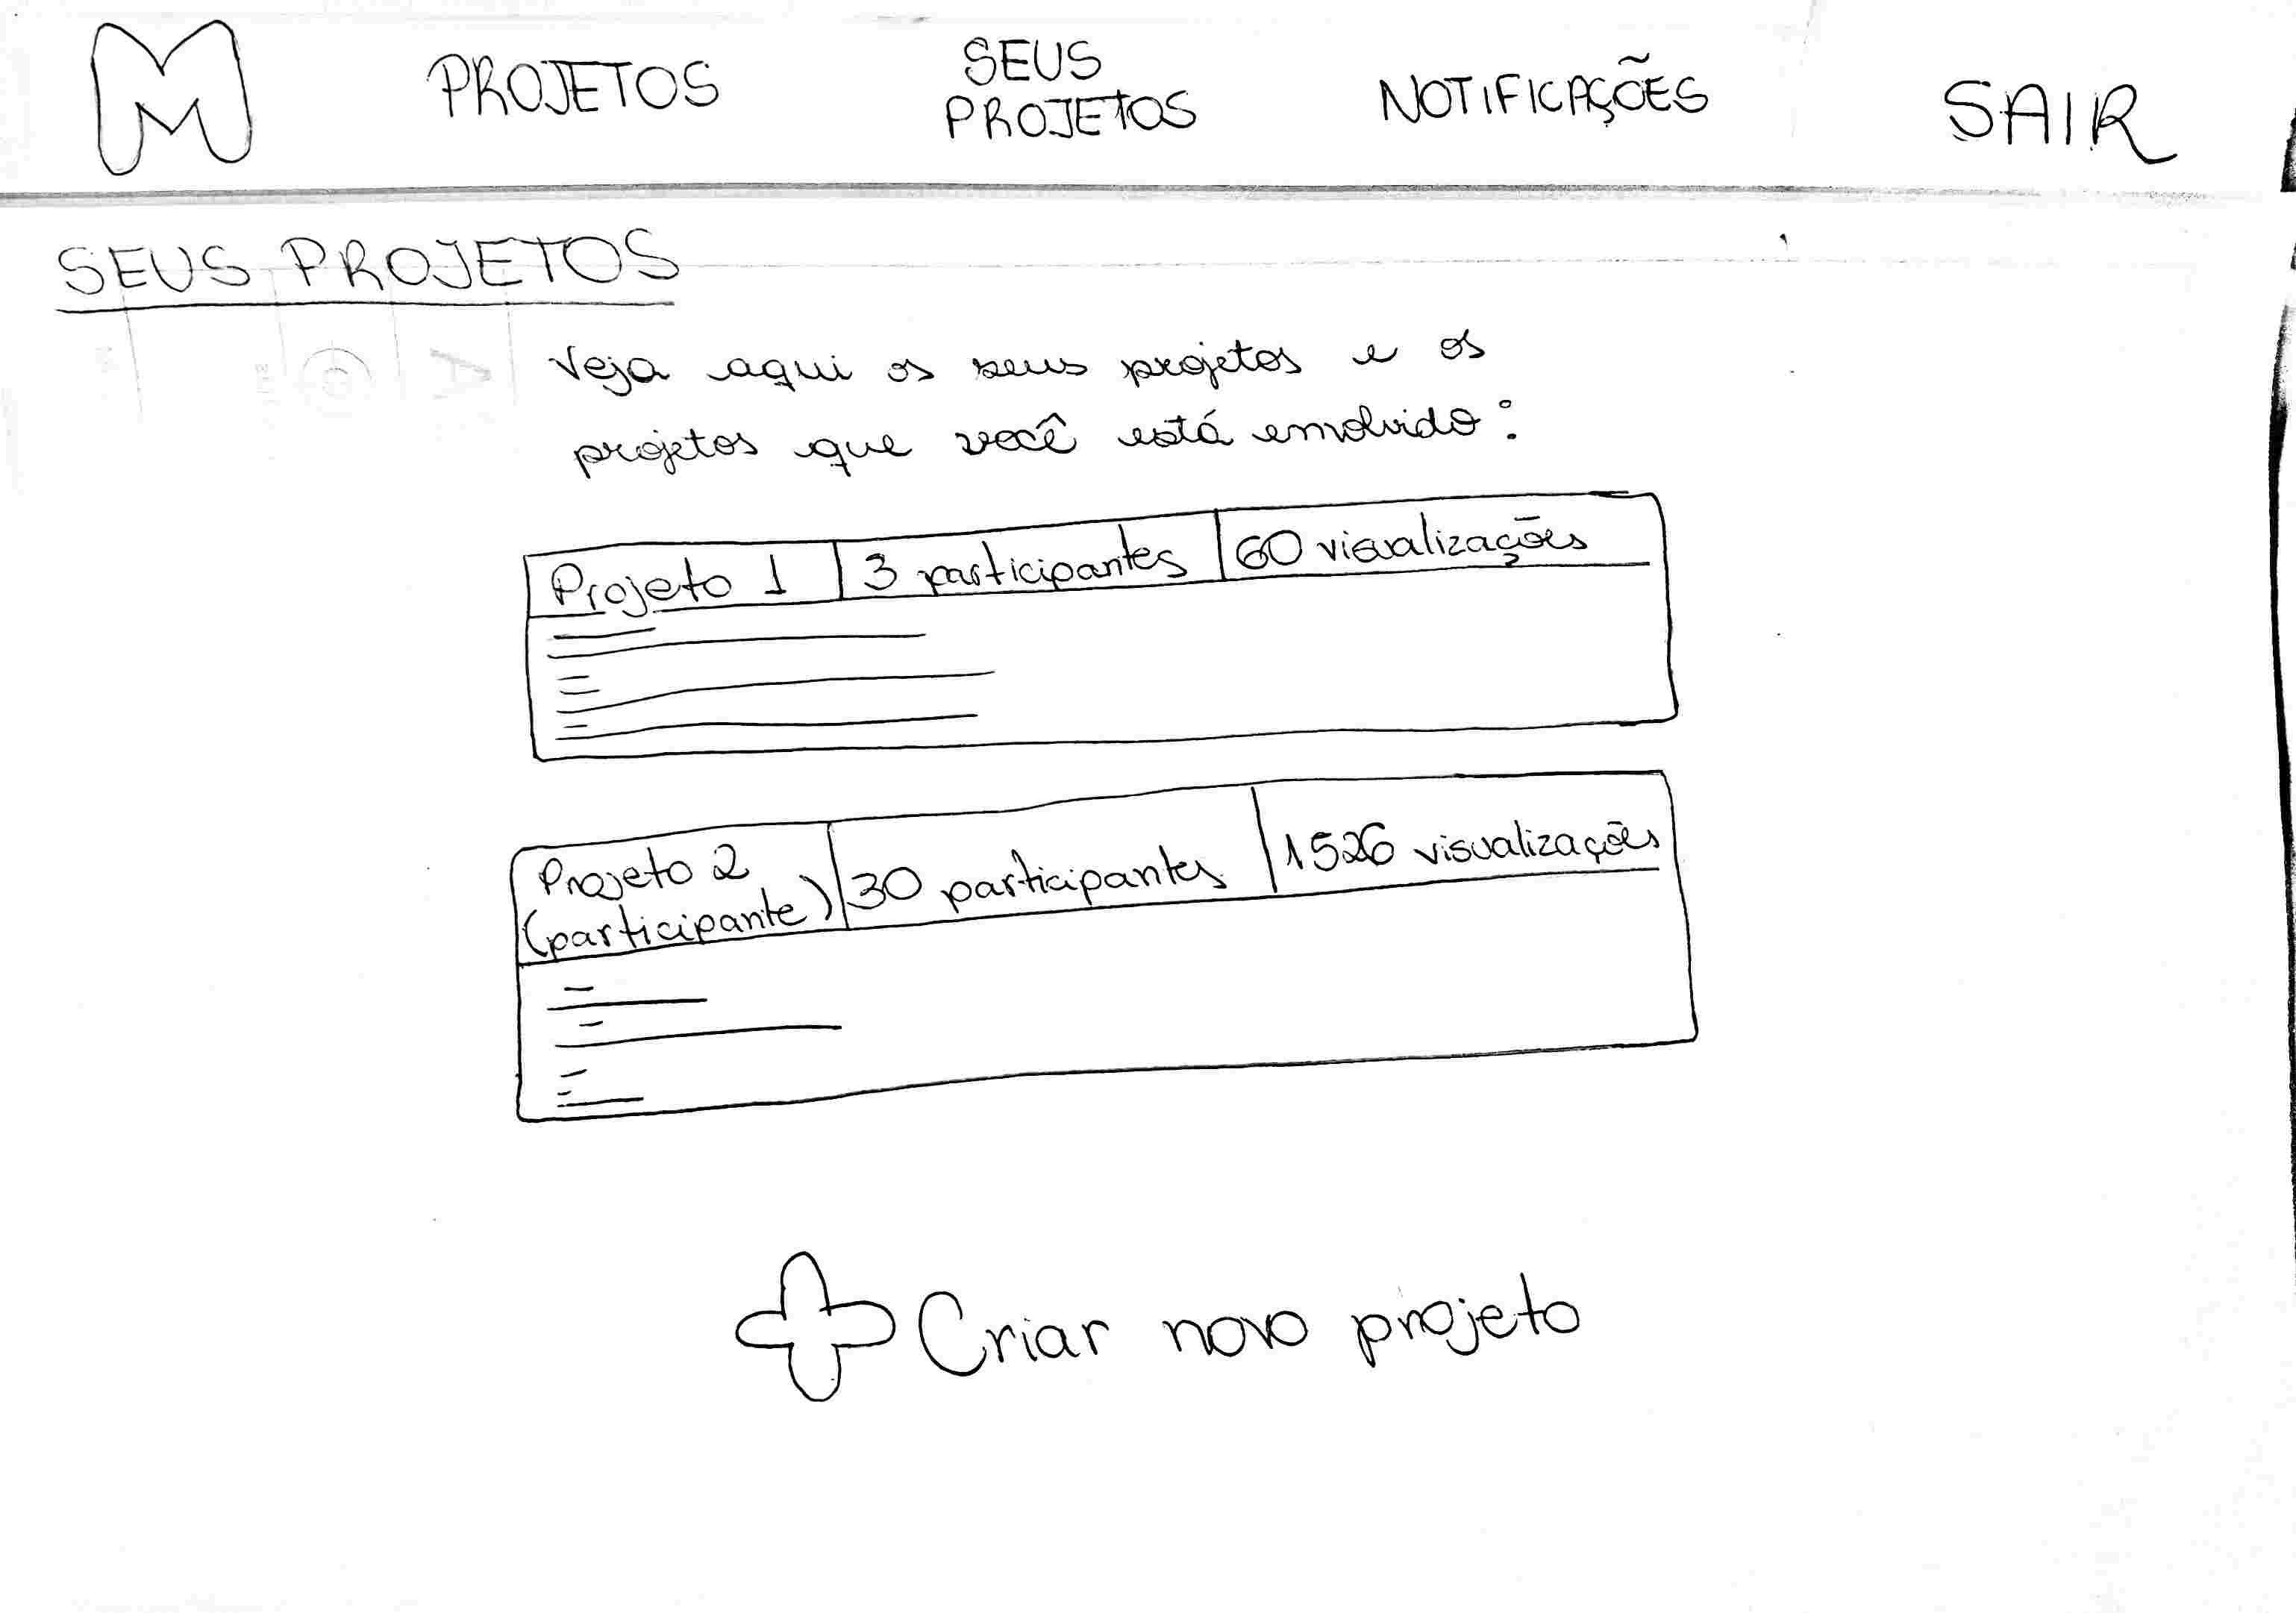 M
PROJETOS
SEUS
PROJETOS
NOTIFICAÇÕES
SAIR
SEUS PROJETOS
Veja aqui os seus projetos e os
projetos que você está envolvido:
Projeto 1 3 participantes 60 visualizações
Projeto 2
(participante) 30 participantes 1526 visualizações
Criar novo projeto